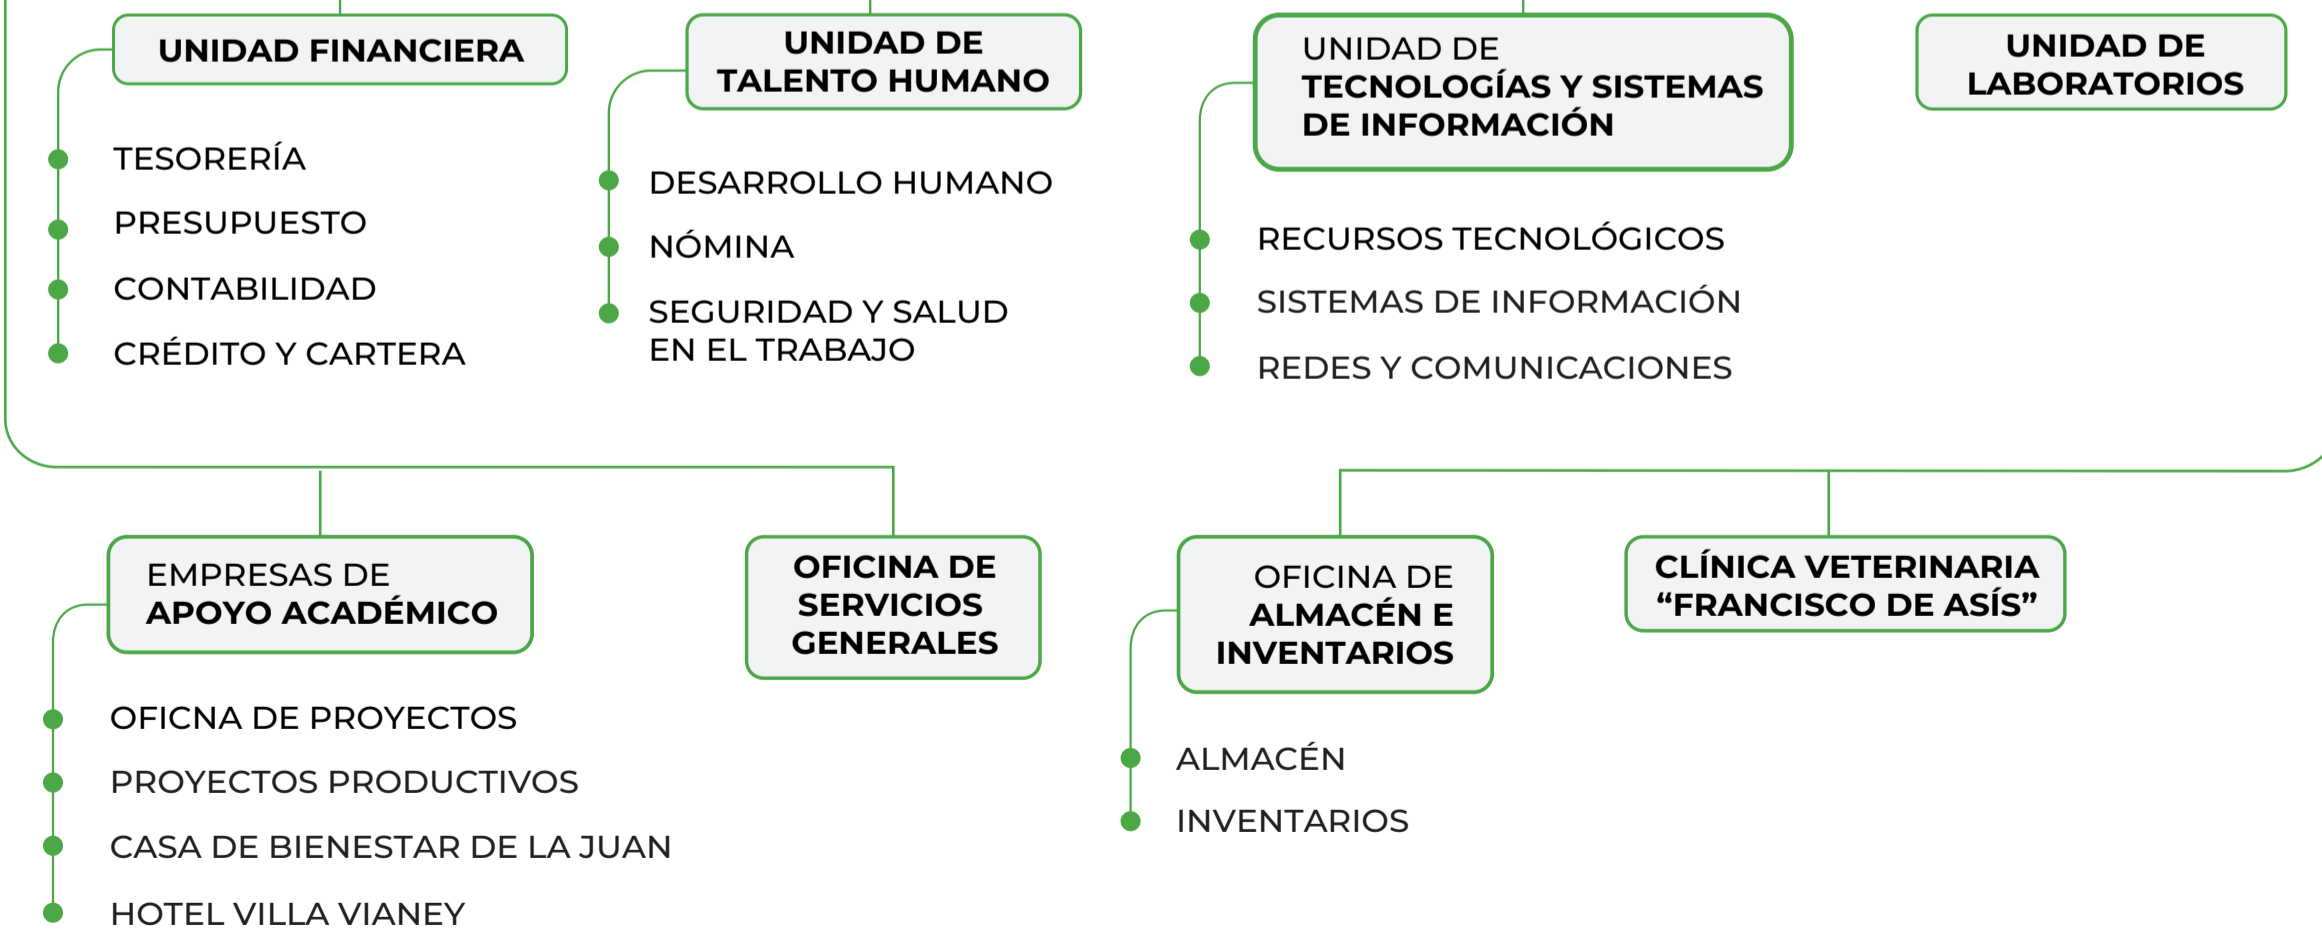 UNIDAD FINANCIERA
TESORERÍA
PRESUPUESTO
CONTABILIDAD
CRÉDITO Y CARTERA
UNIDAD DE
TALENTO HUMANO
DESARROLLO HUMANO
NÓMINA
SEGURIDAD Y SALUD
EN EL TRABAJO
UNIDAD DE
TECNOLOGÍAS Y SISTEMAS
DE INFORMACIÓN
RECURSOS TECNOLÓGICOS
SISTEMAS DE INFORMACIÓN
REDES Y COMUNICACIONES
UNIDAD DE
LABORATORIOS
EMPRESAS DE
APOYO ACADÉMICO
OFICNA DE PROYECTOS
PROYECTOS PRODUCTIVOS
CASA DE BIENESTAR DE LA JUAN
HOTEL VILLA VIANEY
OFICINA DE
SERVICIOS
GENERALES
OFICINA DE
ALMACÉN E
INVENTARIOS
ALMACÉN
INVENTARIOS
CLÍNICA VETERINARIA
“FRANCISCO DE ASÍS”